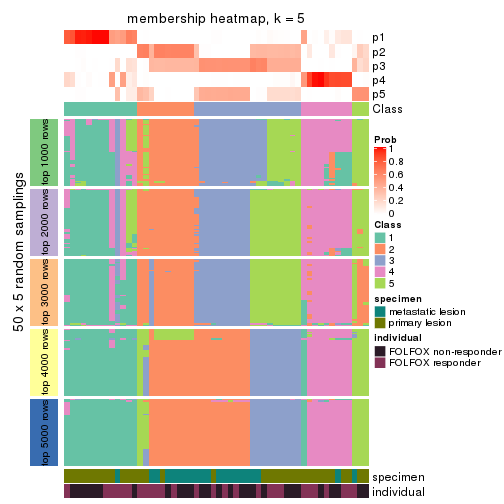 membership heatmap, k = 5
p1
p2
p3
p4
p5
Class
50 x 5 random samplings
top 1000 rows
top 2000 rows
top 3000 rows
top 4000 rows
top 5000 rows
specimen
individual
Prob
1
0.8
0.6
0.4
0.2
0
Class
1
2
3
4
5
specimen
metastatic lesion
primary lesion
individual
FOLFOX non-responder
FOLFOX responder